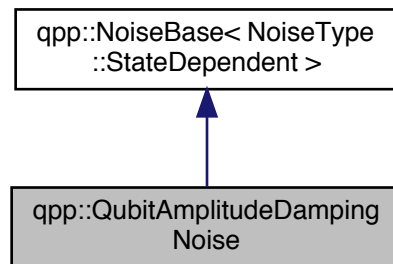 qpp::NoiseBase< NoiseType
::StateDependent >
qpp::QubitAmplitudeDamping
Noise